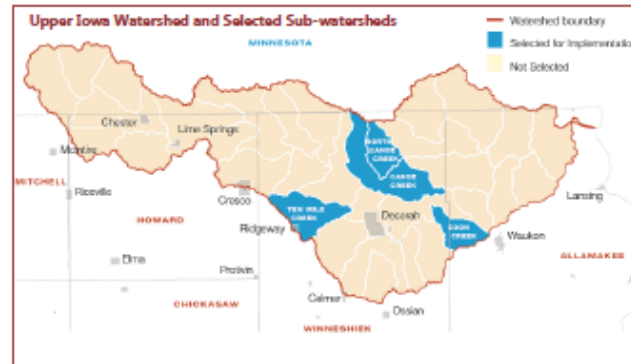 Upper Iowa Watershed and Selected Sub-watersheds
Watershed boundary
MINNESOTA
Selected for Implementatio
Not Selected
Chester
Lime Springs
McIntire
NORTH
CANOE
CREEK
CANOE
CREEK
MITCHELL
Riceville
Cresco
Lansing
TEN MILE
CREEK
HOWARD
Decorah
COON
CREEK
Ridgeway
Waukon
Elma
ALLAMAKEE
Protivin
CHICKASAW
Calmar
Ossian
WINNESHIEK